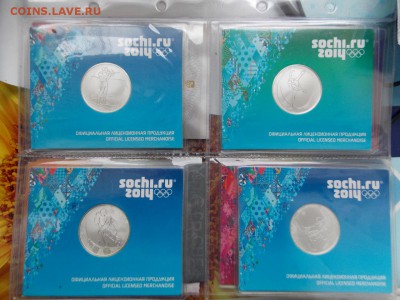 COINS.LAVE.RU
sochi.ru
2014
ОФИЦИАЛЬНАЯ ЛИЦЕНЗИОННАЯ ПРОДУКЦИЯ
OFFICIAL LICENSED MERCHANDISE
sochi.ru
2014
ОФИЦИАЛЬНАЯ ЛИЦЕНЗИОННАЯ ПРОДУКЦИЯ
OFFICIAL LICENSED MERCHANDISE
sochi.ru
2014
ОФИЦИАЛЬНАЯ ЛИЦЕНЗИОННАЯ ПРОДУКЦИЯ
OFFICIAL LICENSED MERCHANDISE
sochi.ru
2014
ОФИЦИАЛЬНАЯ ЛИЦЕНЗИОННАЯ ПРОДУКЦИЯ
OFFICIAL LICENSED MERCHANDISE